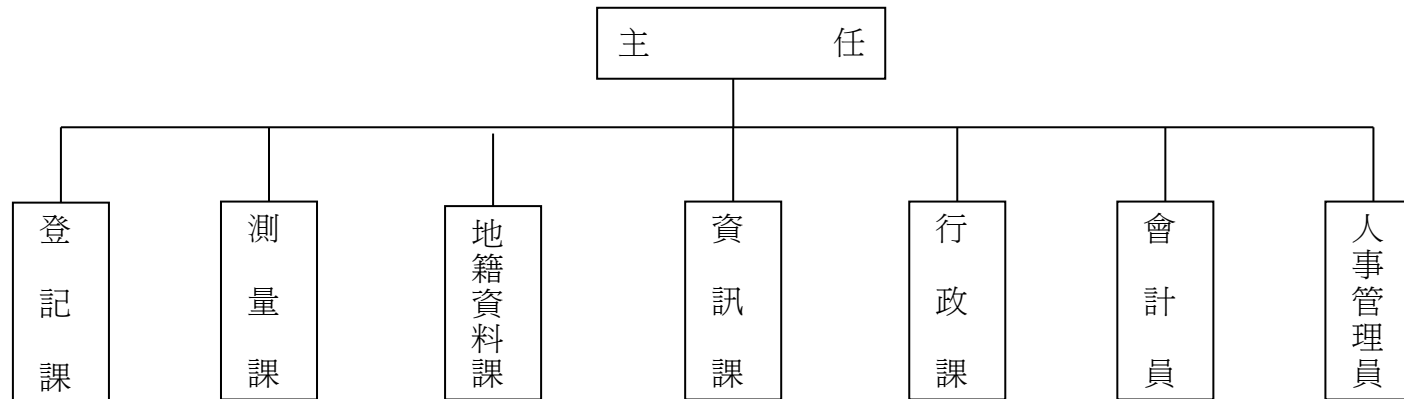 主任
登記課
測量課
地籍資料課
資訊課
行政課
會計員
人事管理員